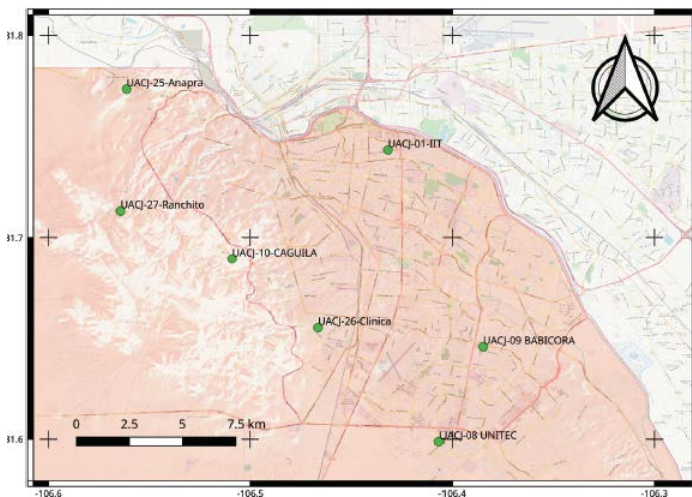 31.8
UACJ-25-Anapra
UACJ-01-IIT
UACJ-27-Ranchito
31.7
UACJ-10-CAGUILA
UACJ-26-Clinica
UACJ-09 BABICORA
0 2.5 5 7.5 km
31.6
UACJ-08 UNITEC
-106.6 -106.5 -106.4 -106.3